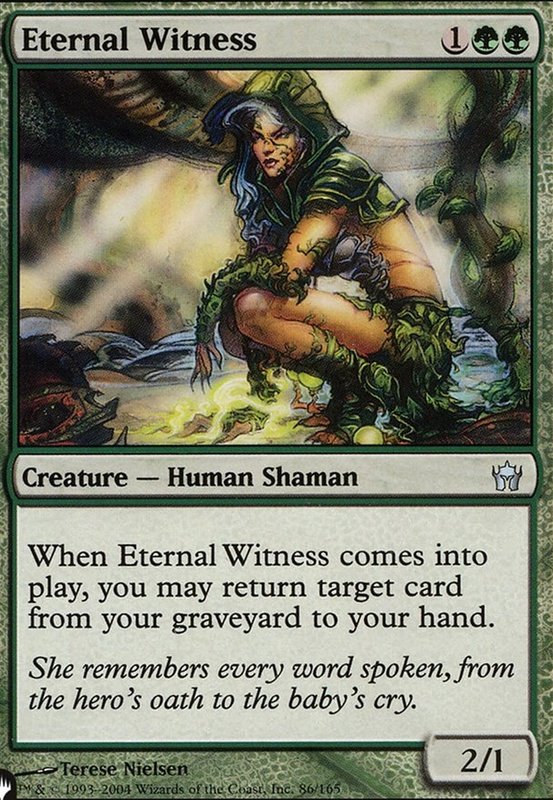 Eternal Witness 1
Creature — Human Shaman
When Eternal Witness comes into
play, you may return target card
from your graveyard to your hand.
She remembers every word spoken, from
the hero's oath to the baby's cry.
Terese Nielsen
2/1
™ & © 1993–2004 Wizards of the Coast, Inc. 86/165